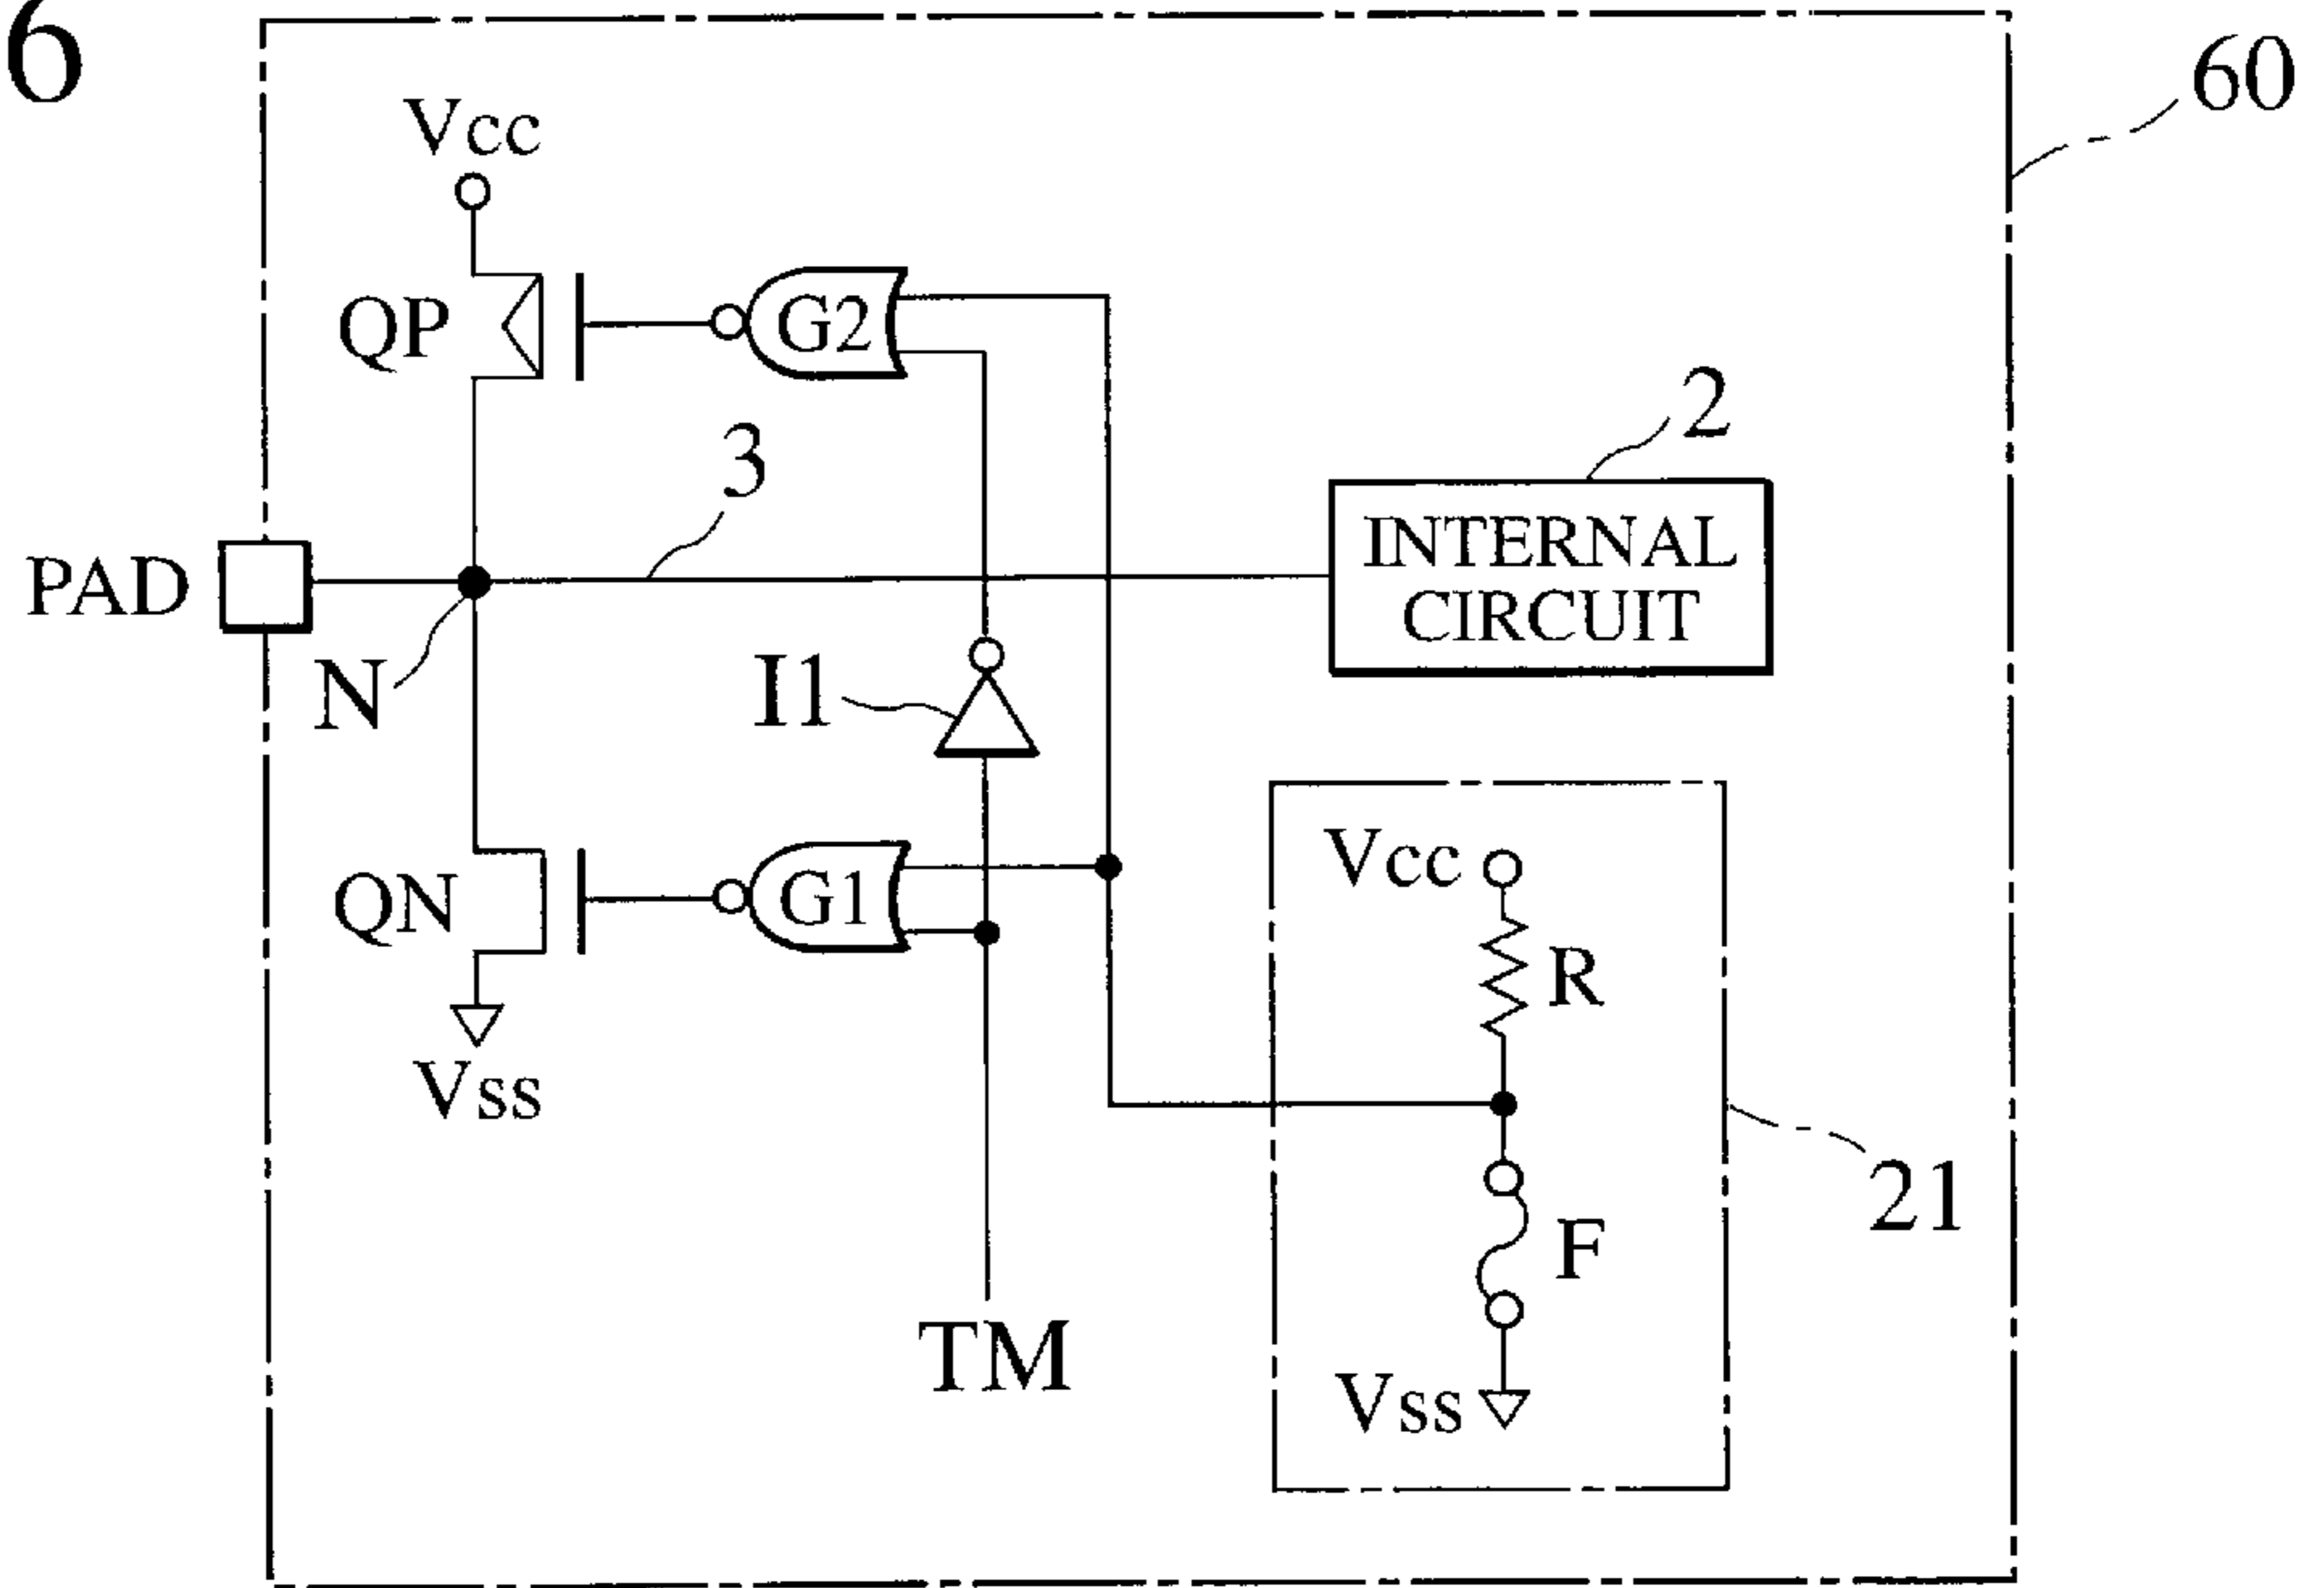 6
60
Vcc
QP
G2
2
3
INTERNAL
CIRCUIT
PAD
N
I1
Vcc
QN
G1
R
Vss
21
F
TM
Vss